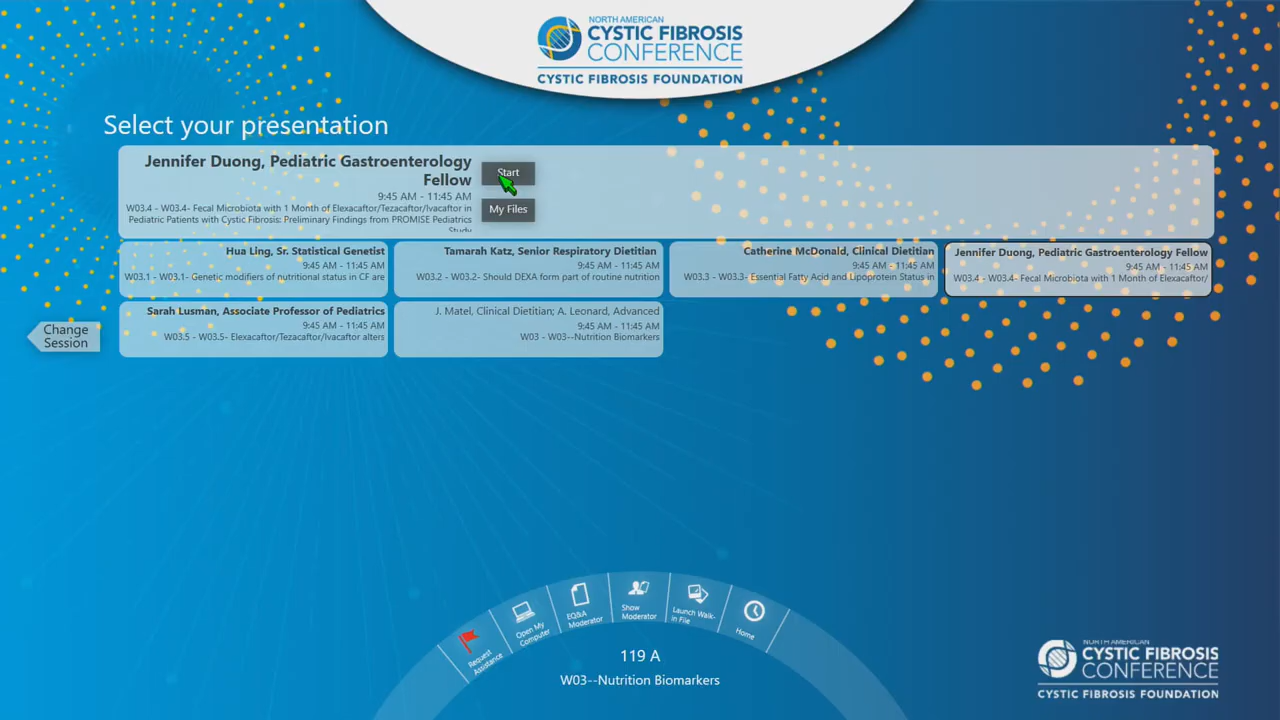 NORTH AMERICAN
CYSTIC FIBROSIS
CONFERENCE
CYSTIC FIBROSIS FOUNDATION
Select your presentation
Jennifer Duong, Pediatric Gastroenterology
Fellow
9:45 AM - 11:45 AM
W03.4 - W03.4- Fecal Microbiota with 1 Month of Elexacaftor/Tezacaftor/Ivacaftor in
Pediatric Patients with Cystic Fibrosis: Preliminary Findings from PROMISE Pediatrics
Study
Start
My Files
Hua Ling, Sr. Statistical Genetist
9:45 AM - 11:45 AM
W03.1 - W03.1- Genetic modifiers of nutritional status in CF are
Tamarah Katz, Senior Respiratory Dietitian
9:45 AM - 11:45 AM
W03.2 - W03.2- Should DEXA form part of routine nutrition
Catherine McDonald, Clinical Dietitian
9:45 AM - 11:45 AM
W03.3 - W03.3- Essential Fatty Acid and Lipoprotein Status in
Jennifer Duong, Pediatric Gastroenterology Fellow
9:45 AM - 11:45 AM
W03.4 - W03.4- Fecal Microbiota with 1 Month of Elexacaftor/
Sarah Lusman, Associate Professor of Pediatrics
9:45 AM - 11:45 AM
W03.5 - W03.5- Elexacaftor/Tezacaftor/Ivacaftor alters
J. Matel, Clinical Dietitian; A. Leonard, Advanced
9:45 AM - 11:45 AM
W03 - W03--Nutrition Biomarkers
Change
Session
Request
Assistance
Open My
Computer
EQ&A
Moderator
Show
Moderator
Launch Walk-
in File
Home
119 A
W03--Nutrition Biomarkers
NORTH AMERICAN
CYSTIC FIBROSIS
CONFERENCE
CYSTIC FIBROSIS FOUNDATION